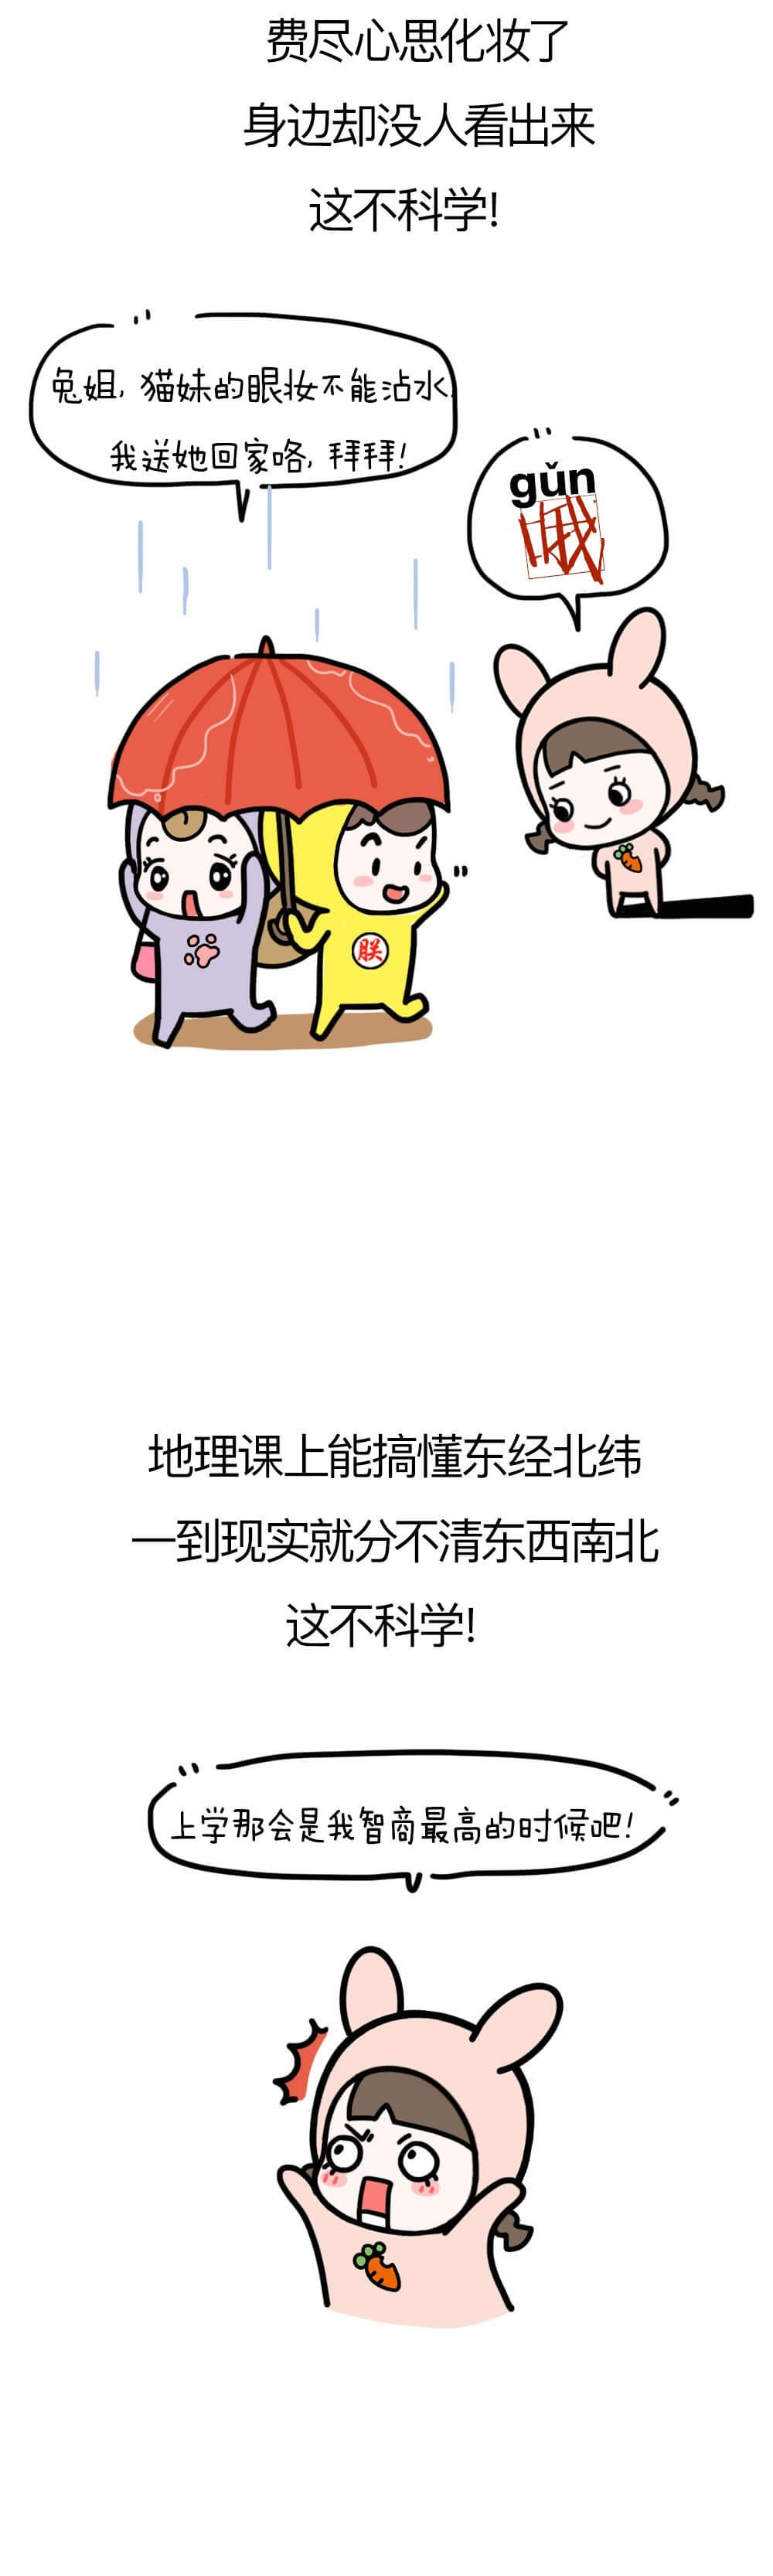 费尽心思化妆了
身边却没人看出来
这不科学!
兔姐,猫妹的眼妆不能沾水,
我送她回家咯,拜拜!
gǔn
哦
朕
地理课上能搞懂东经北纬
一到现实就分不清东西南北
这不科学!
上学那会是我智商最高的时候吧!